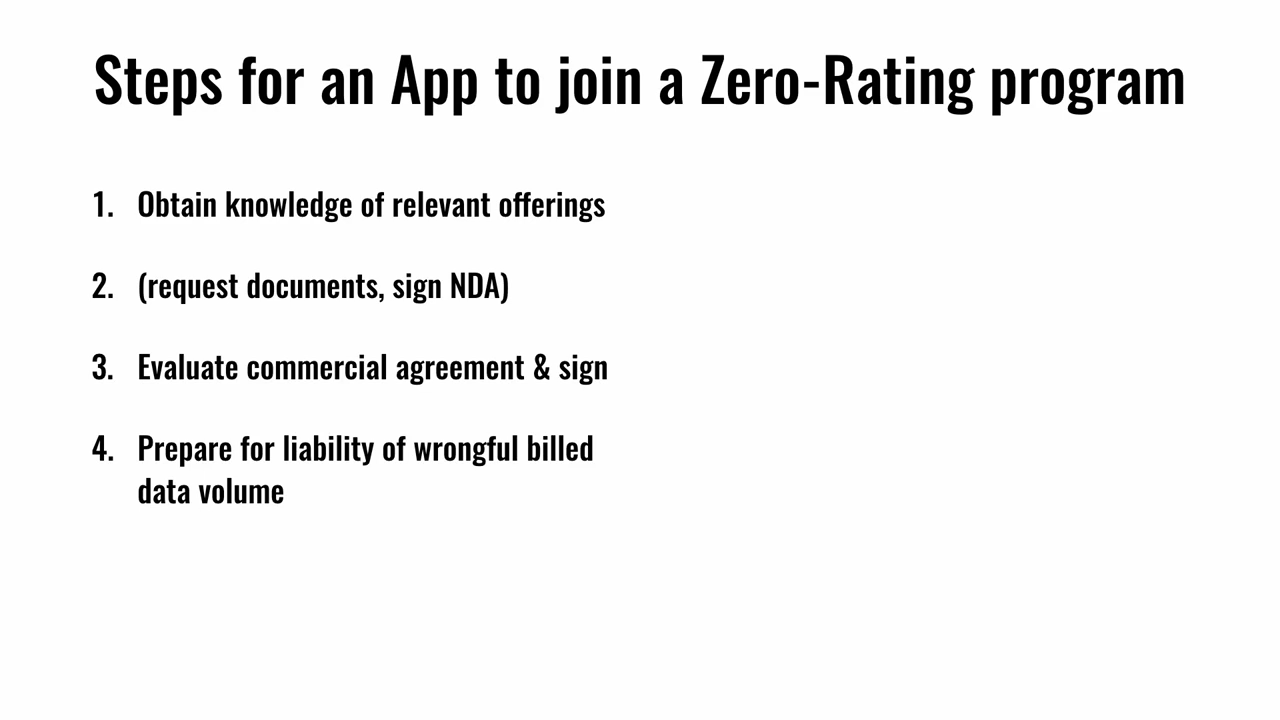 Steps for an App to join a Zero-Rating program
1. Obtain knowledge of relevant offerings
2. (request documents, sign NDA)
3. Evaluate commercial agreement & sign
4. Prepare for liability of wrongful billed
data volume